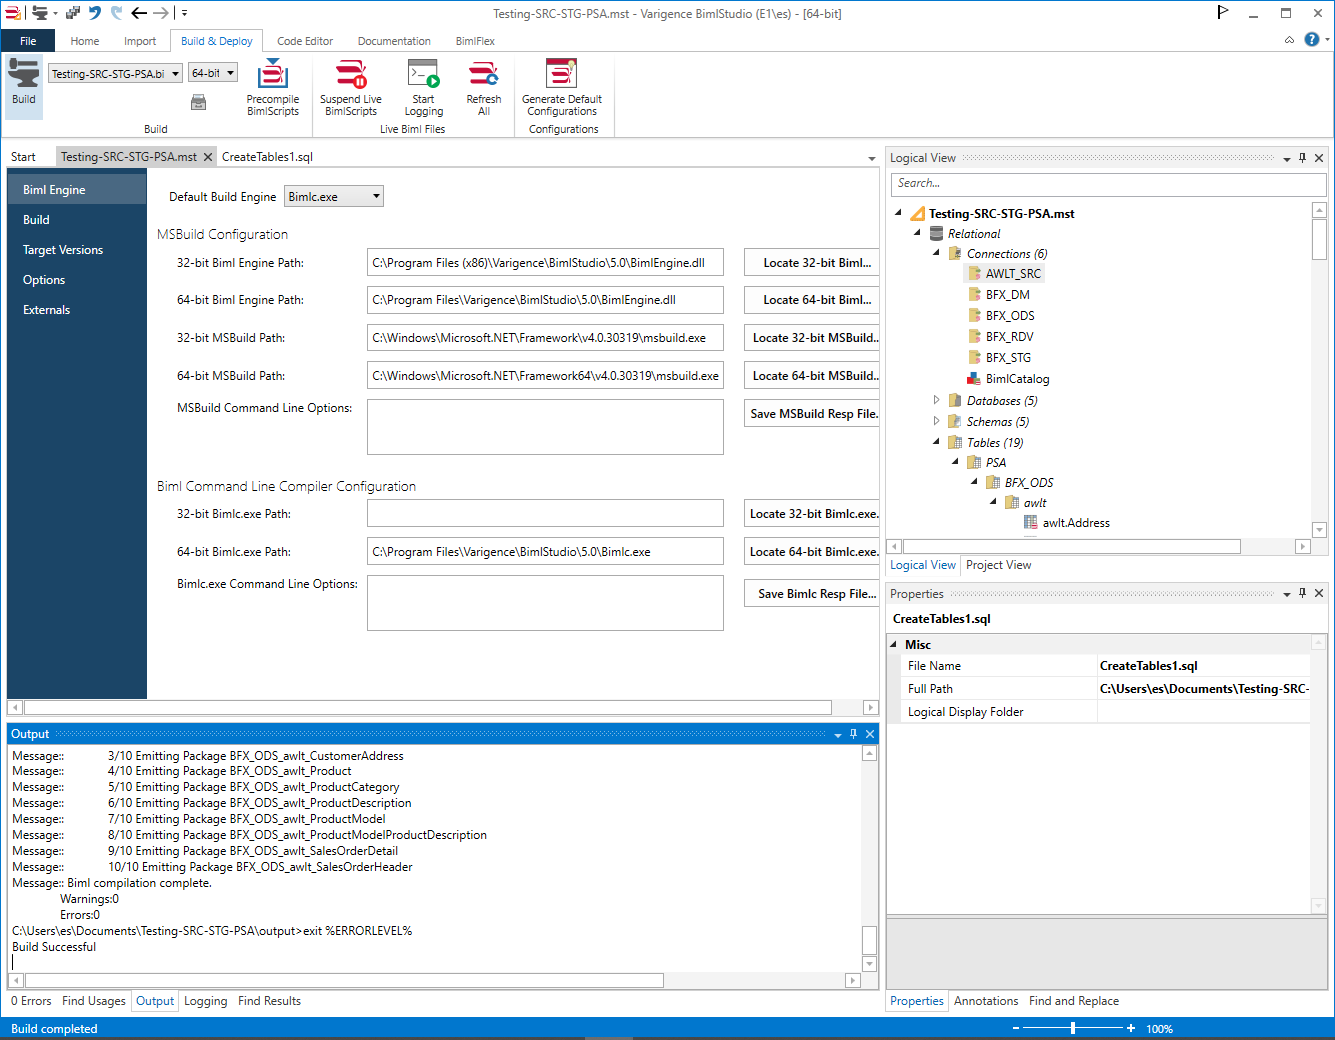 Testing-SRC-STG-PSA.mst - Varigence BimlStudio (E1\es) - [64-bit]
File Home Import Build & Deploy Code Editor Documentation BimlFlex
Build
Testing-SRC-STG-PSA.bi
64-bit
Precompile
BimlScripts
Build
Suspend Live
BimlScripts
Start
Logging
Refresh
All
Live Biml Files
Generate Default
Configurations
Configurations
Start Testing-SRC-STG-PSA.mst CreateTables1.sql
Biml Engine
Build
Target Versions
Options
Externals
Default Build Engine Bimlc.exe
MSBuild Configuration
32-bit Biml Engine Path: C:\Program Files (x86)\Varigence\BimlStudio\5.0\BimlEngine.dll Locate 32-bit Biml...
64-bit Biml Engine Path: C:\Program Files\Varigence\BimlStudio\5.0\BimlEngine.dll Locate 64-bit Biml...
32-bit MSBuild Path: C:\Windows\Microsoft.NET\Framework\v4.0.30319\msbuild.exe Locate 32-bit MSBuild..
64-bit MSBuild Path: C:\Windows\Microsoft.NET\Framework64\v4.0.30319\msbuild.exe Locate 64-bit MSBuild..
MSBuild Command Line Options: Save MSBuild Resp File.
Biml Command Line Compiler Configuration
32-bit Bimlc.exe Path: Locate 32-bit Bimlc.exe.
64-bit Bimlc.exe Path: C:\Program Files\Varigence\BimlStudio\5.0\Bimlc.exe Locate 64-bit Bimlc.exe.
Bimlc.exe Command Line Options: Save Bimlc Resp File...
Output
Message:: 3/10 Emitting Package BFX_ODS_awlt_CustomerAddress
Message:: 4/10 Emitting Package BFX_ODS_awlt_Product
Message:: 5/10 Emitting Package BFX_ODS_awlt_ProductCategory
Message:: 6/10 Emitting Package BFX_ODS_awlt_ProductDescription
Message:: 7/10 Emitting Package BFX_ODS_awlt_ProductModel
Message:: 8/10 Emitting Package BFX_ODS_awlt_ProductModelProductDescription
Message:: 9/10 Emitting Package BFX_ODS_awlt_SalesOrderDetail
Message:: 10/10 Emitting Package BFX_ODS_awlt_SalesOrderHeader
Message:: Biml compilation complete.
Warnings:0
Errors:0
C:\Users\es\Documents\Testing-SRC-STG-PSA\output>exit %ERRORLEVEL%
Build Successful
0 Errors Find Usages Output Logging Find Results
Logical View
Search...
Testing-SRC-STG-PSA.mst
Relational
Connections (6)
AWLT_SRC
BFX_DM
BFX_ODS
BFX_RDV
BFX_STG
BimlCatalog
Databases (5)
Schemas (5)
Tables (19)
PSA
BFX_ODS
awlt
awlt.Address
Logical View Project View
Properties
CreateTables1.sql
Misc
File Name CreateTables1.sql
Full Path C:\Users\es\Documents\Testing-SRC-
Logical Display Folder
Properties Annotations Find and Replace
Build completed
100%